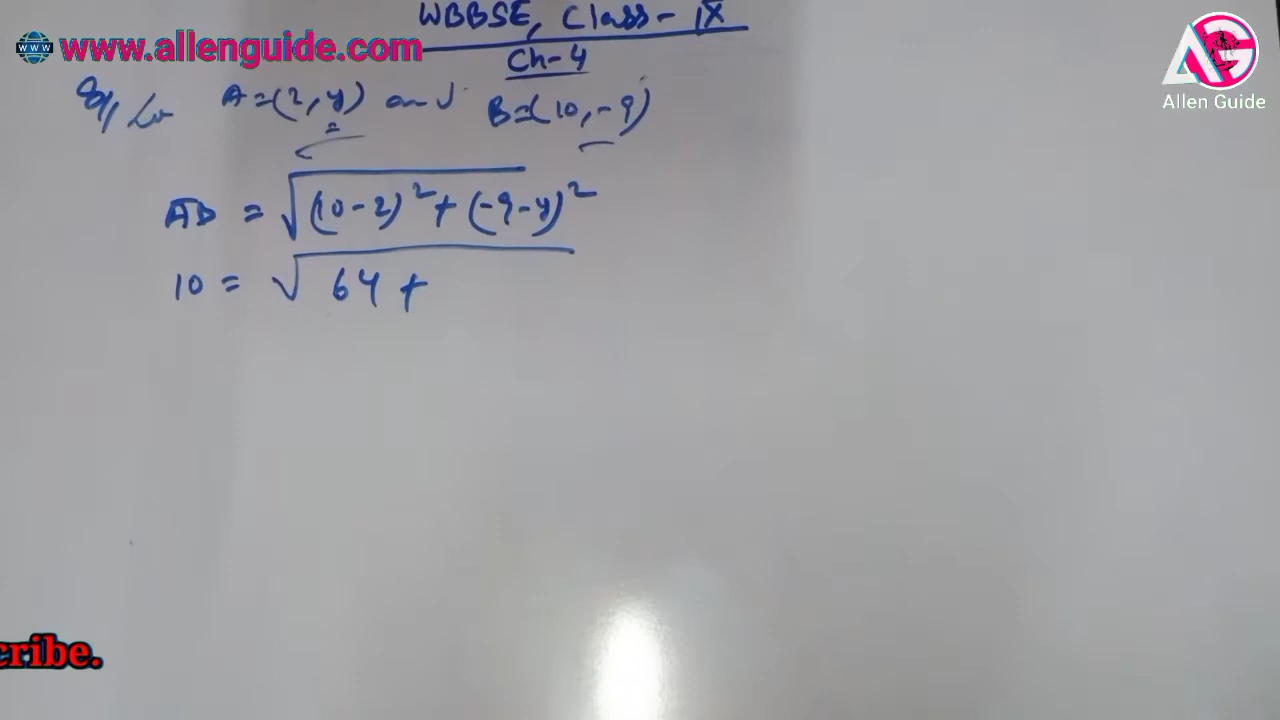 WBBSE, Class - IX
www.allenguide.com
Ch-4
A = (2, y) and B = (10, -9)
AB = √(10-2)² + (-9-y)²
10 = √64 +
AG
Allen Guide
cribe.